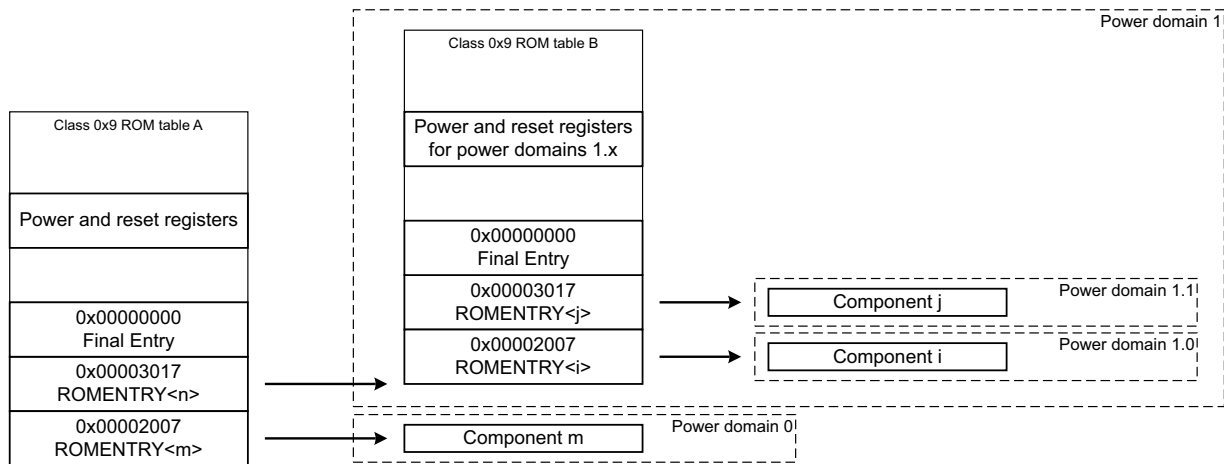 Power domain 1
Class 0x9 ROM table B
Power and reset registers
for power domains 1.x
0x00000000
Final Entry
0x00003017
ROMENTRY<j>
0x00002007
ROMENTRY<i>
Power domain 1.1
Component j
Power domain 1.0
Component i
Class 0x9 ROM table A
Power and reset registers
0x00000000
Final Entry
0x00003017
ROMENTRY<n>
0x00002007
ROMENTRY<m>
Power domain 0
Component m